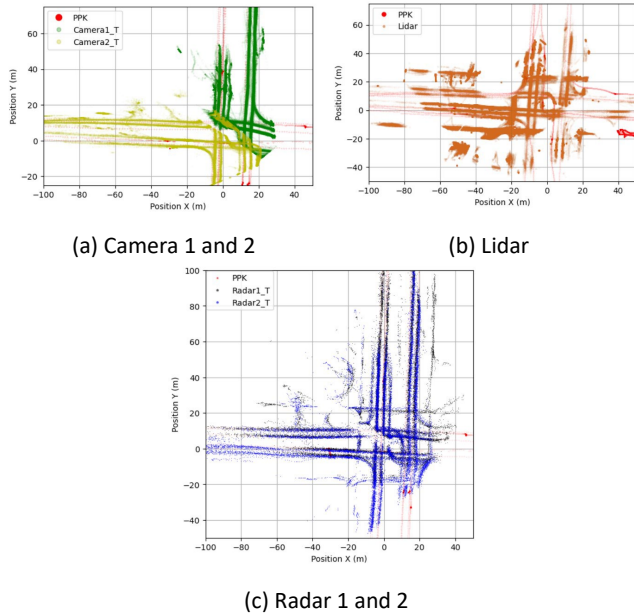 PPK
Camera1_T
Camera2_T
Position Y (m)
60
40
20
0
−20
−100
−80
−60
−40
−20
0
20
40
Position X (m)
(a) Camera 1 and 2
PPK
Lidar
Position Y (m)
60
40
20
0
−20
−40
−100
−80
−60
−40
−20
0
20
40
Position X (m)
(b) Lidar
PPK
Radar1_T
Radar2_T
Position Y (m)
100
80
60
40
20
0
−20
−40
−100
−80
−60
−40
−20
0
20
40
Position X (m)
(c) Radar 1 and 2